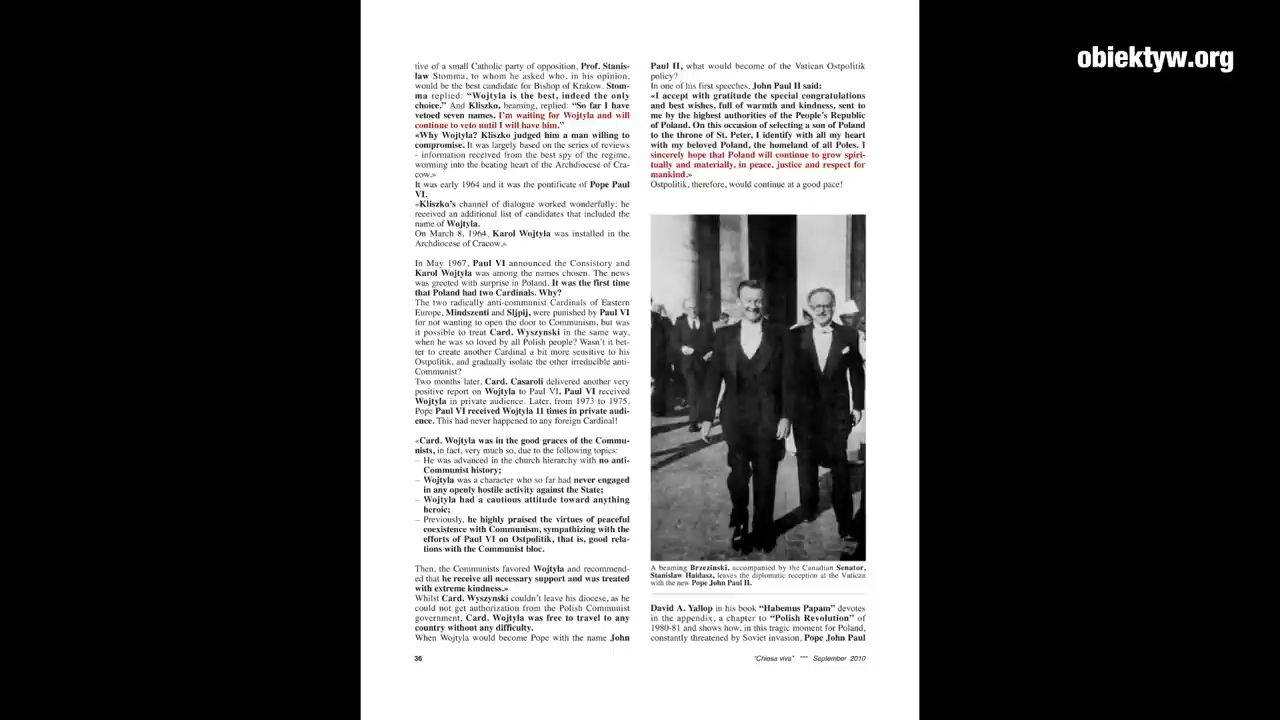 obiektyw.org
tive of a small Catholic party of opposition, Prof. Stanis-
law Stomma, to whom he asked who, in his opinion,
would be the best candidate for Bishop of Krakow. Stom-
ma replied: “Wojtyla is the best, indeed the only
choice.” And Kliszko, beaming, replied: “So far I have
vetoed seven names. I'm waiting for Wojtyla and will
continue to veto until I will have him.”
«Why Wojtyla? Kliszko judged him a man willing to
compromise. It was largely based on the series of reviews
- information received from the best spy of the regime,
worming into the beating heart of the Archdiocese of Cra-
cow.»
It was early 1964 and it was the pontificate of Pope Paul
VI.
«Kliszko's channel of dialogue worked wonderfully: he
received an additional list of candidates that included the
name of Wojtyla.
On March 8, 1964, Karol Wojtyla was installed in the
Archdiocese of Cracow.»
In May 1967, Paul VI announced the Consistory and
Karol Wojtyla was among the names chosen. The news
was greeted with surprise in Poland. It was the first time
that Poland had two Cardinals. Why?
The two radically anti-communist Cardinals of Eastern
Europe, Mindszenti and Sljpij, were punished by Paul VI
for not wanting to open the door to Communism, but was
it possible to treat Card. Wyszynski in the same way,
when he was so loved by all Polish people? Wasn't it bet-
ter to create another Cardinal a bit more sensitive to his
Ostpolitik, and gradually isolate the other irreducible anti-
Communist?
Two months later, Card. Casaroli delivered another very
positive report on Wojtyla to Paul VI. Paul VI received
Wojtyla in private audience. Later, from 1973 to 1975,
Pope Paul VI received Wojtyla 11 times in private audi-
ence. This had never happened to any foreign Cardinal!
«Card. Wojtyla was in the good graces of the Commu-
nists, in fact, very much so, due to the following topics:
– He was advanced in the church hierarchy with no anti-
Communist history;
– Wojtyla was a character who so far had never engaged
in any openly hostile activity against the State;
– Wojtyla had a cautious attitude toward anything
heroic;
– Previously, he highly praised the virtues of peaceful
coexistence with Communism, sympathizing with the
efforts of Paul VI on Ostpolitik, that is, good rela-
tions with the Communist bloc.
Then, the Communists favored Wojtyla and recommend-
ed that he receive all necessary support and was treated
with extreme kindness.»
Whilst Card. Wyszynski couldn't leave his diocese, as he
could not get authorization from the Polish Communist
government, Card. Wojtyla was free to travel to any
country without any difficulty.
When Wojtyla would become Pope with the name John
Paul II, what would become of the Vatican Ostpolitik
policy?
In one of his first speeches, John Paul II said:
«I accept with gratitude the special congratulations
and best wishes, full of warmth and kindness, sent to
me by the highest authorities of the People's Republic
of Poland. On this occasion of selecting a son of Poland
to the throne of St. Peter, I identify with all my heart
with my beloved Poland, the homeland of all Poles. I
sincerely hope that Poland will continue to grow spiri-
tually and materially, in peace, justice and respect for
mankind.»
Ostpolitik, therefore, would continue at a good pace!
A beaming Brzezinski, accompanied by the Canadian Senator,
Stanislaw Haidasz, leaves the diplomatic reception at the Vatican
with the new Pope John Paul II.
David A. Yallop in his book “Habemus Papam” devotes
in the appendix, a chapter to “Polish Revolution” of
1980-81 and shows how, in this tragic moment for Poland,
constantly threatened by Soviet invasion, Pope John Paul
36
“Chiesa viva” *** September 2010